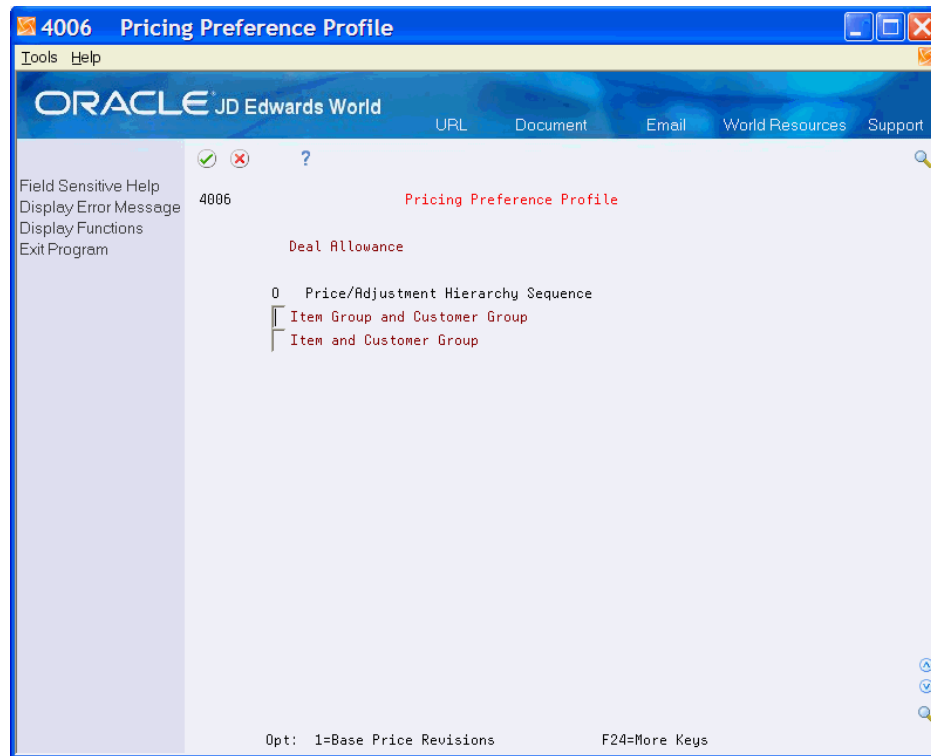 4006 Pricing Preference Profile
Tools Help
ORACLE JD Edwards World
URL Document Email World Resources Support
?
Field Sensitive Help
Display Error Message
Display Functions
Exit Program
4006 Pricing Preference Profile
Deal Allowance
O Price/Adjustment Hierarchy Sequence
Item Group and Customer Group
Item and Customer Group
Opt: 1=Base Price Revisions F24=More Keys